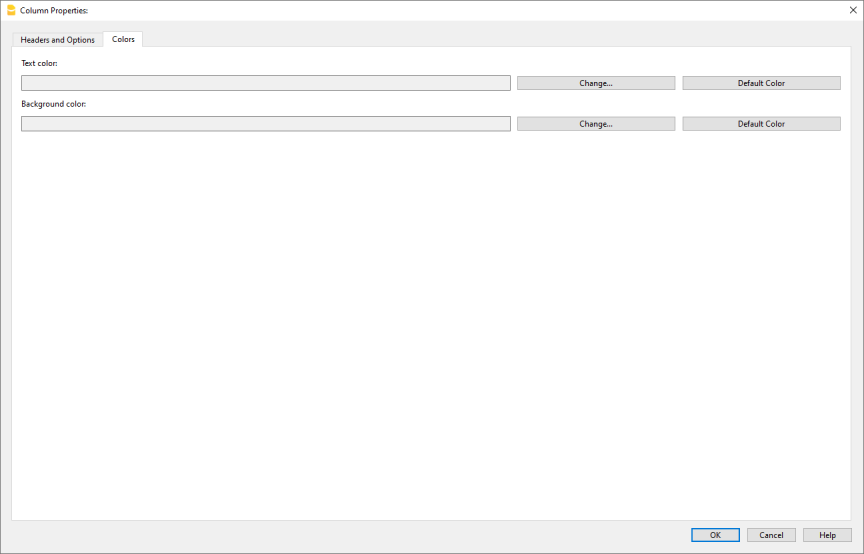 Column Properties:
Headers and Options
Colors
Text color:
Change...
Default Color
Background color:
Change...
Default Color
OK
Cancel
Help